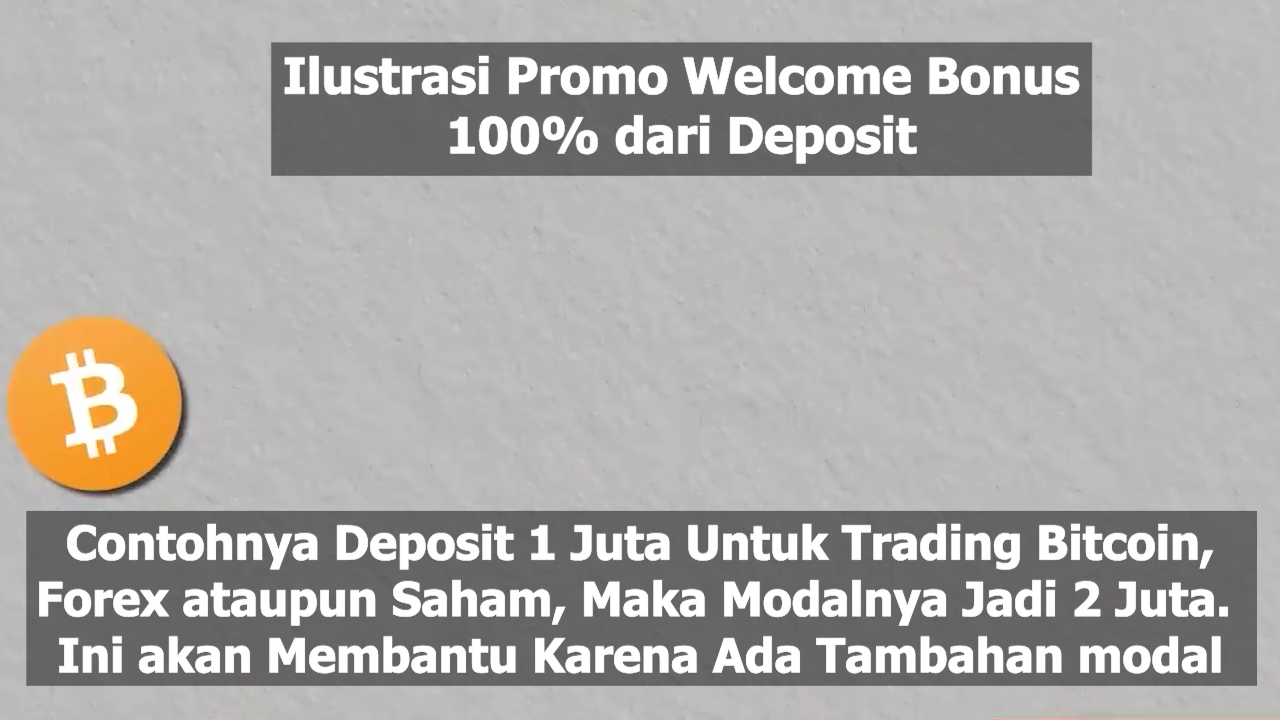 Ilustrasi Promo Welcome Bonus
100% dari Deposit
Contohnya Deposit 1 Juta Untuk Trading Bitcoin,
Forex ataupun Saham, Maka Modalnya Jadi 2 Juta.
Ini akan Membantu Karena Ada Tambahan modal